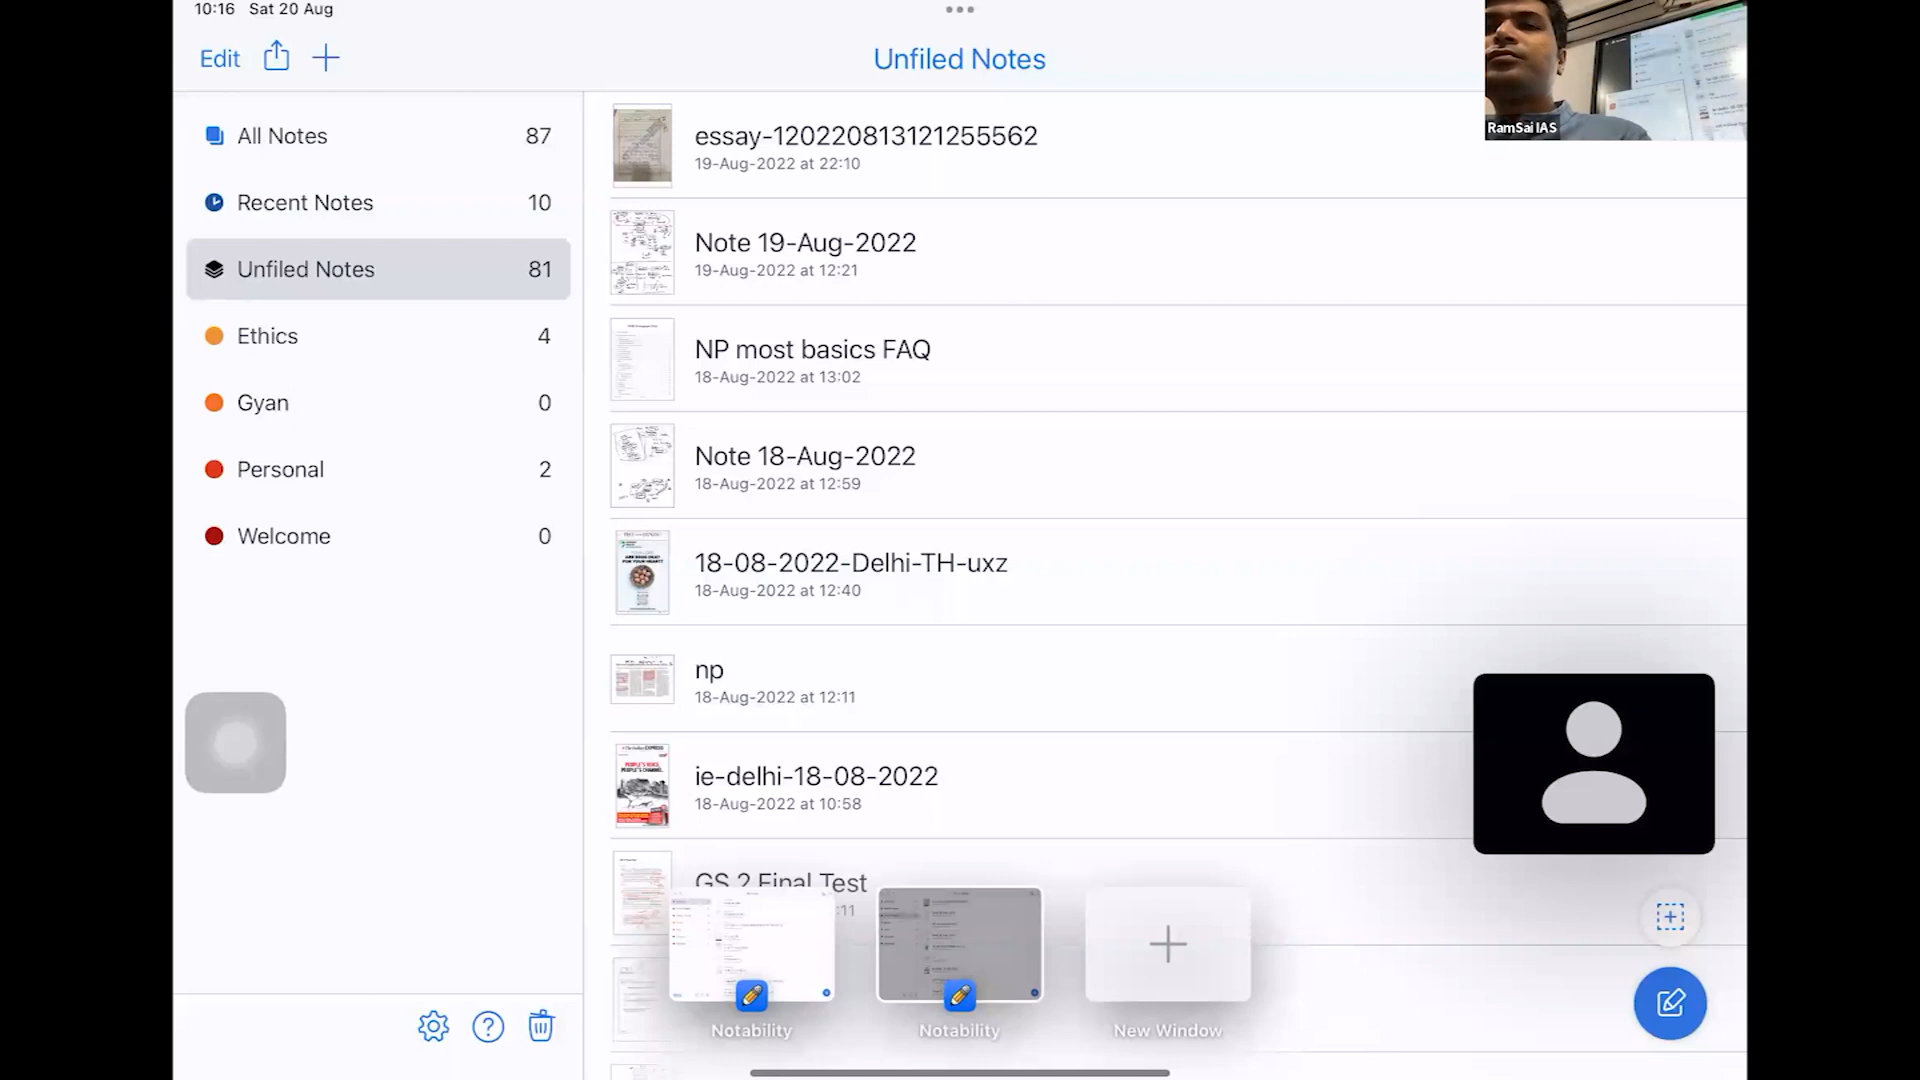 10:16 Sat 20 Aug
Edit
Unfiled Notes
RamSai IAS
All Notes 87
Recent Notes 10
Unfiled Notes 81
Ethics 4
Gyan 0
Personal 2
Welcome 0
essay-120220813121255562
19-Aug-2022 at 22:10
Note 19-Aug-2022
19-Aug-2022 at 12:21
NP most basics FAQ
18-Aug-2022 at 13:02
Note 18-Aug-2022
18-Aug-2022 at 12:59
18-08-2022-Delhi-TH-uxz
18-Aug-2022 at 12:40
np
18-Aug-2022 at 12:11
ie-delhi-18-08-2022
18-Aug-2022 at 10:58
GS 2 Final Test
:11
Notability
Notability
New Window